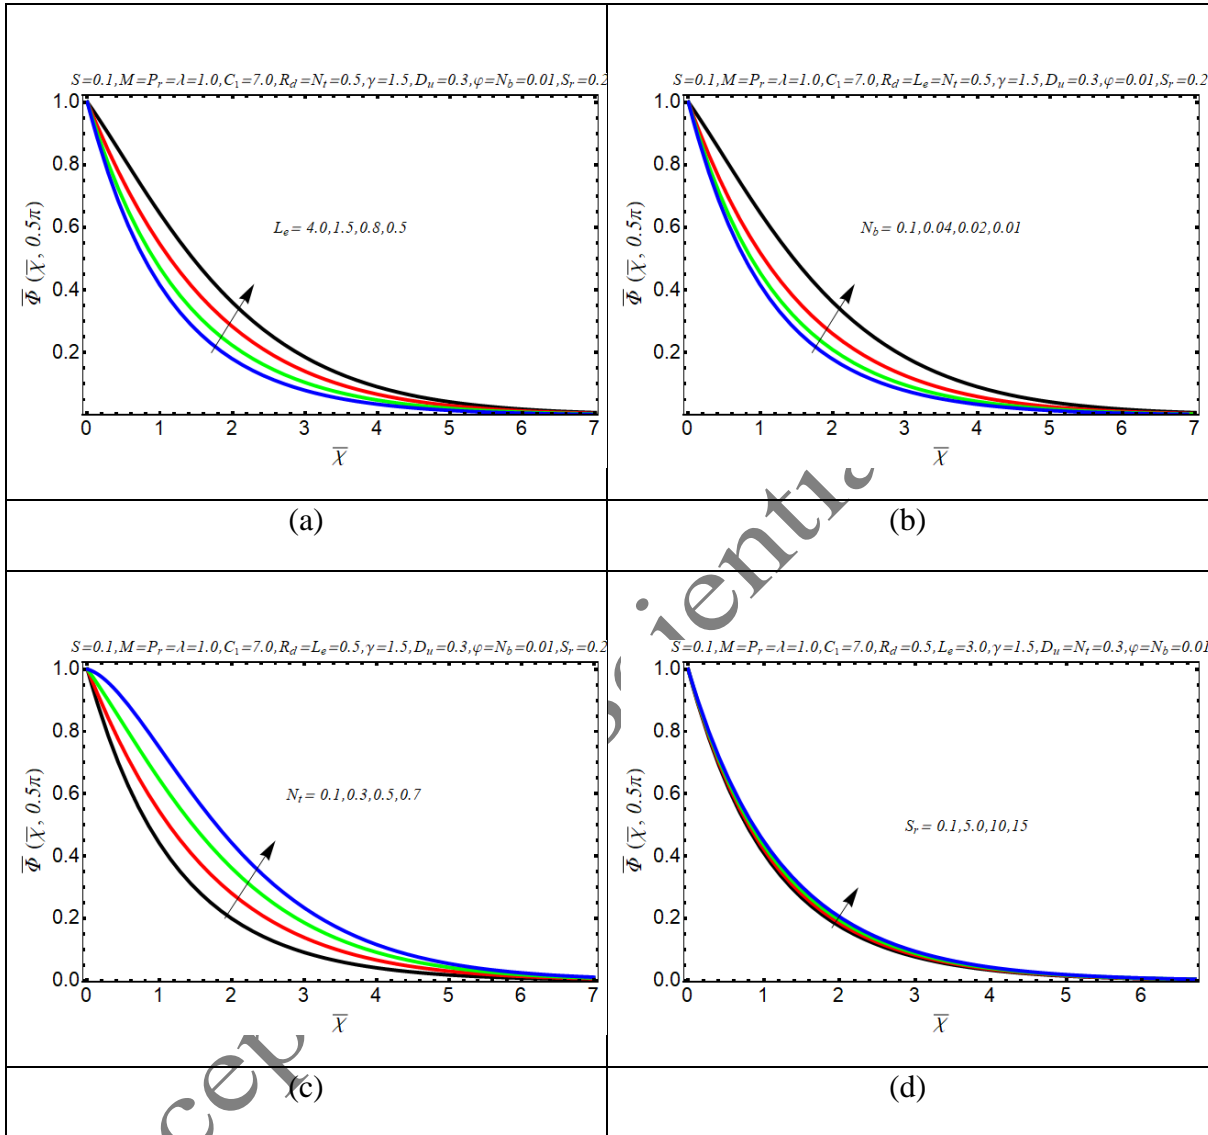 S=0.1,M=P_r=λ=1.0,C_1=7.0,R_d=N_t=0.5,γ=1.5,D_u=0.3,φ=N_b=0.01,S_r=0.2
1.0
0.8
0.6
0.4
0.2
Φ̅ (χ̅, 0.5π)
L_e= 4.0,1.5,0.8,0.5
0 1 2 3 4 5 6 7
χ̅
(a)
S=0.1,M=P_r=λ=1.0,C_1=7.0,R_d=L_e=N_t=0.5,γ=1.5,D_u=0.3,φ=0.01,S_r=0.2
1.0
0.8
0.6
0.4
0.2
Φ̅ (χ̅, 0.5π)
N_b= 0.1,0.04,0.02,0.01
0 1 2 3 4 5 6 7
χ̅
(b)
S=0.1,M=P_r=λ=1.0,C_1=7.0,R_d=L_e=0.5,γ=1.5,D_u=0.3,φ=N_b=0.01,S_r=0.2
1.0
0.8
0.6
0.4
0.2
0.0
Φ̅ (χ̅, 0.5π)
N_t= 0.1,0.3,0.5,0.7
0 1 2 3 4 5 6 7
χ̅
(c)
S=0.1,M=P_r=λ=1.0,C_1=7.0,R_d=0.5,L_e=3.0,γ=1.5,D_u=N_t=0.3,φ=N_b=0.01
1.0
0.8
0.6
0.4
0.2
0.0
Φ̅ (χ̅, 0.5π)
S_r= 0.1,5.0,10,15
0 1 2 3 4 5 6
χ̅
(d)